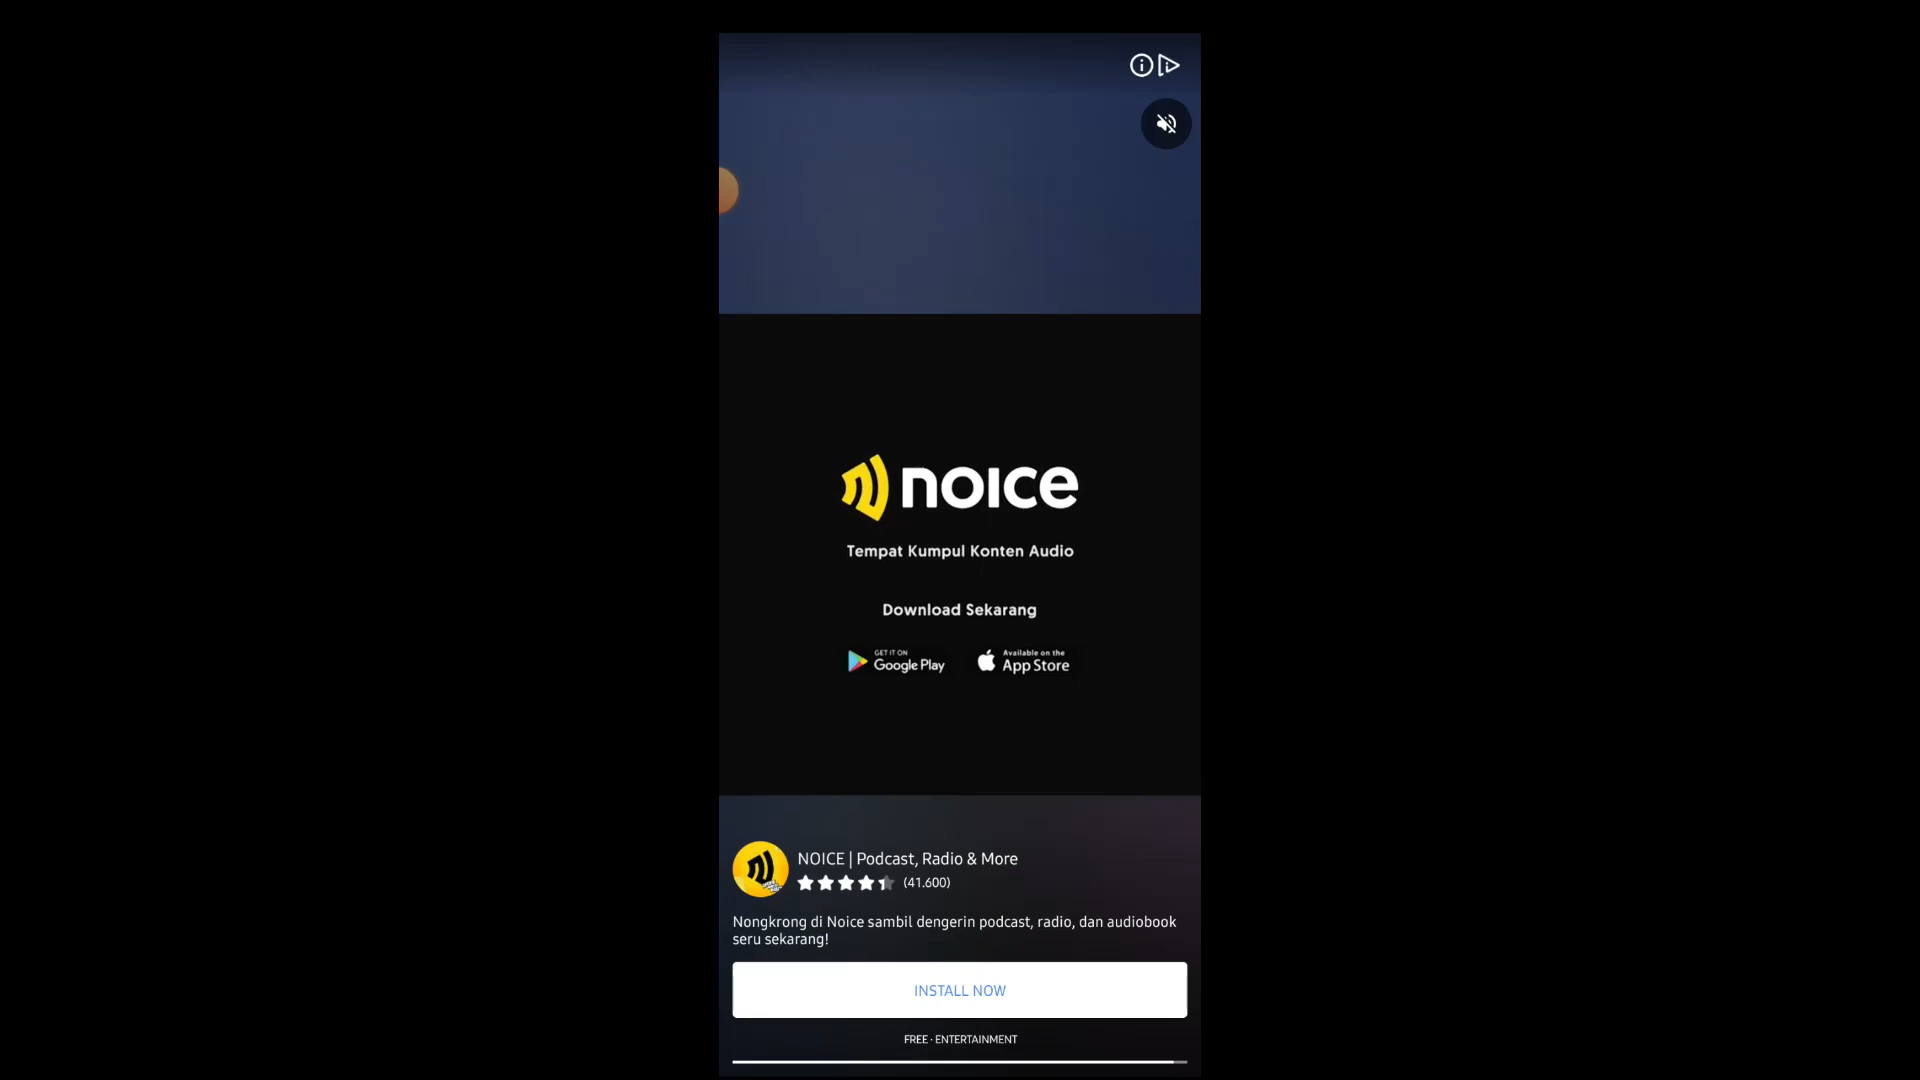 noice
Tempat Kumpul Konten Audio
Download Sekarang
GET IT ON
Google Play
Available on the
App Store
NOICE | Podcast, Radio & More
(41.600)
Nongkrong di Noice sambil dengerin podcast, radio, dan audiobook
seru sekarang!
INSTALL NOW
FREE · ENTERTAINMENT